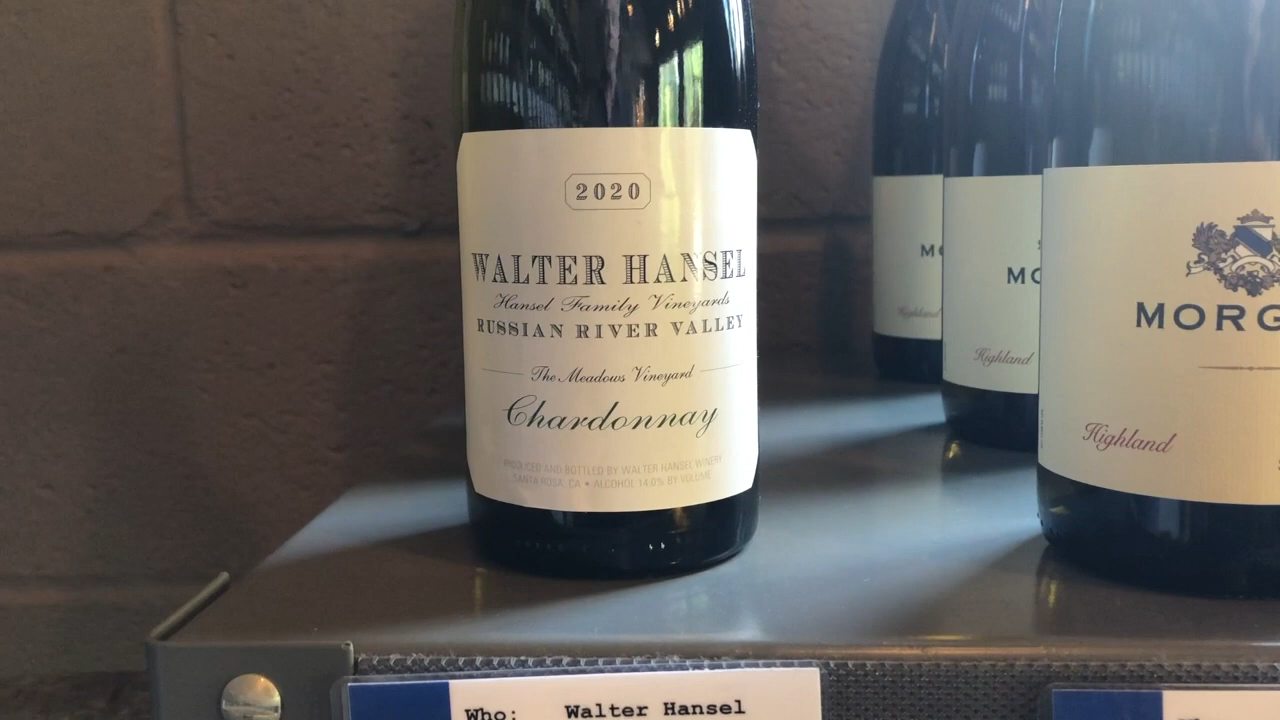 2020
WALTER HANSEL
Hansel Family Vineyards
RUSSIAN RIVER VALLEY
The Meadows Vineyard
Chardonnay
PRODUCED AND BOTTLED BY WALTER HANSEL WINERY
SANTA ROSA, CA • ALCOHOL 14.0% BY VOLUME
MO
Highland
MO
Highland
MORG
Highland
Who: Walter Hansel